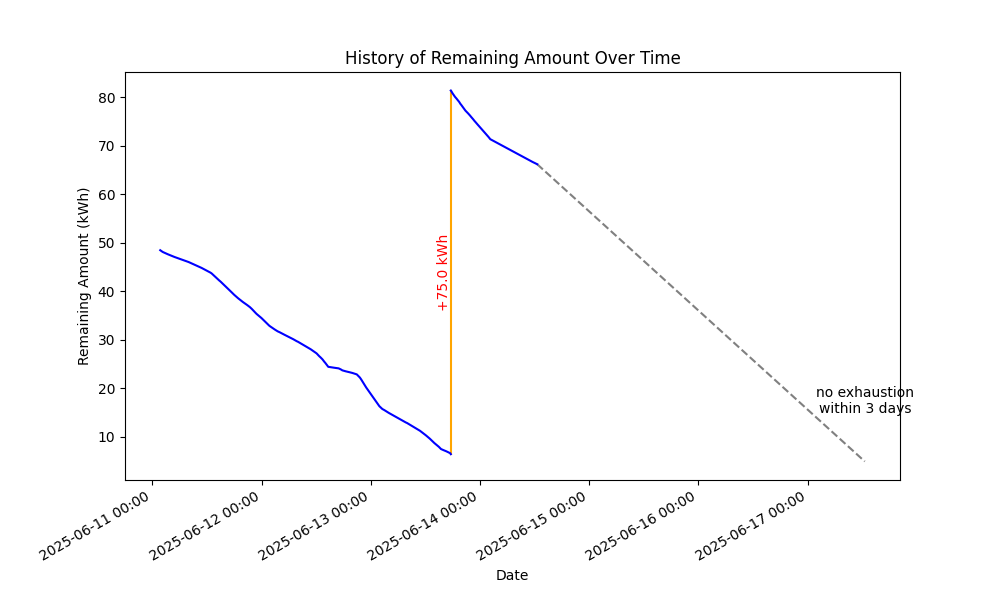 History of Remaining Amount Over Time
Remaining Amount (kWh)
80
70
60
50
40
30
20
10
+75.0 kWh
no exhaustion
within 3 days
2025-06-11 00:00
2025-06-12 00:00
2025-06-13 00:00
2025-06-14 00:00
2025-06-15 00:00
2025-06-16 00:00
2025-06-17 00:00
Date